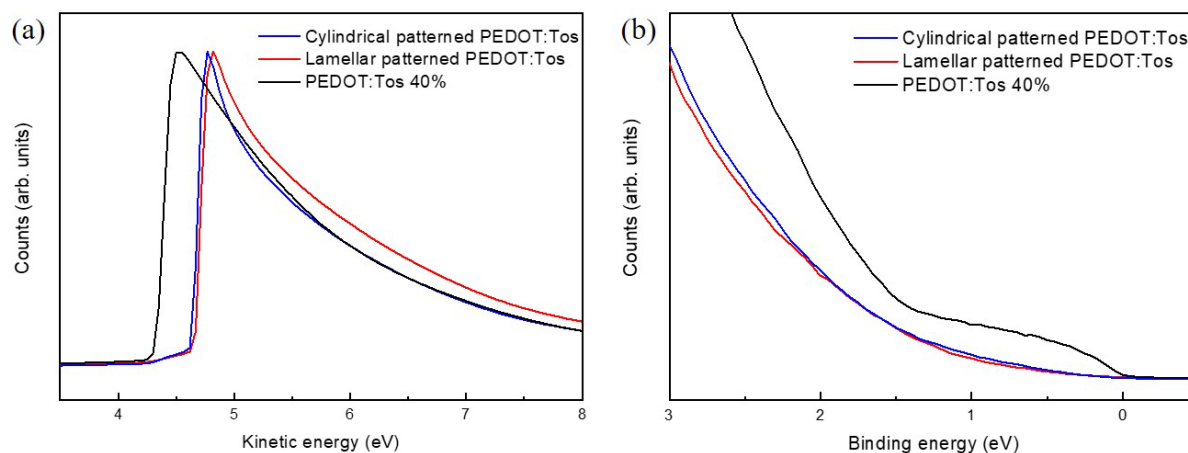 (a)
Cylindrical patterned PEDOT:Tos
Lamellar patterned PEDOT:Tos
PEDOT:Tos 40%
Counts (arb. units)
4 5 6 7 8
Kinetic energy (eV)
(b)
Cylindrical patterned PEDOT:Tos
Lamellar patterned PEDOT:Tos
PEDOT:Tos 40%
Counts (arb. units)
3 2 1 0
Binding energy (eV)